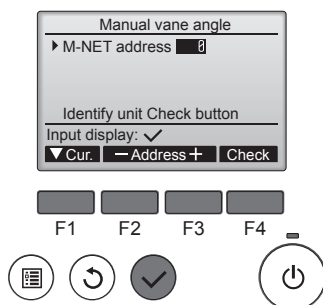 Manual vane angle
M-NET address 0
Identify unit Check button
Input display: ✓
▼ Cur. − Address + Check
F1 F2 F3 F4